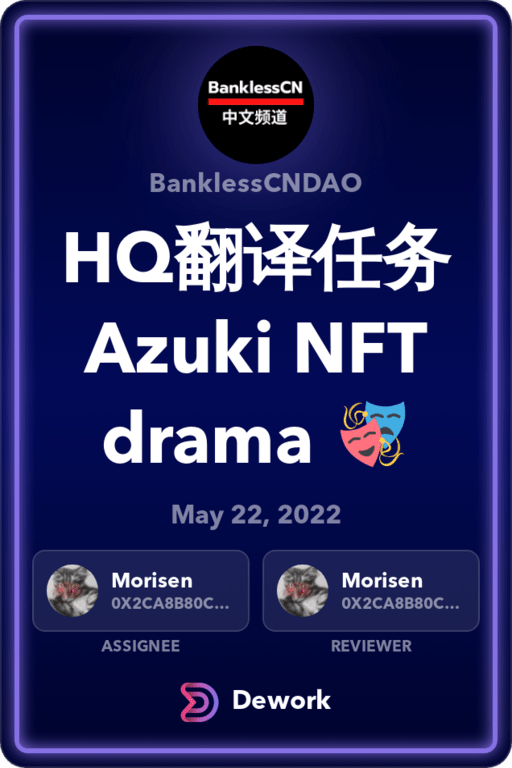 BanklessCN
中文频道
BanklessCNDAO
HQ翻译任务
Azuki NFT
drama 🎭
May 22, 2022
Morisen
0X2CA8B80C...
ASSIGNEE
Morisen
0X2CA8B80C...
REVIEWER
Dework